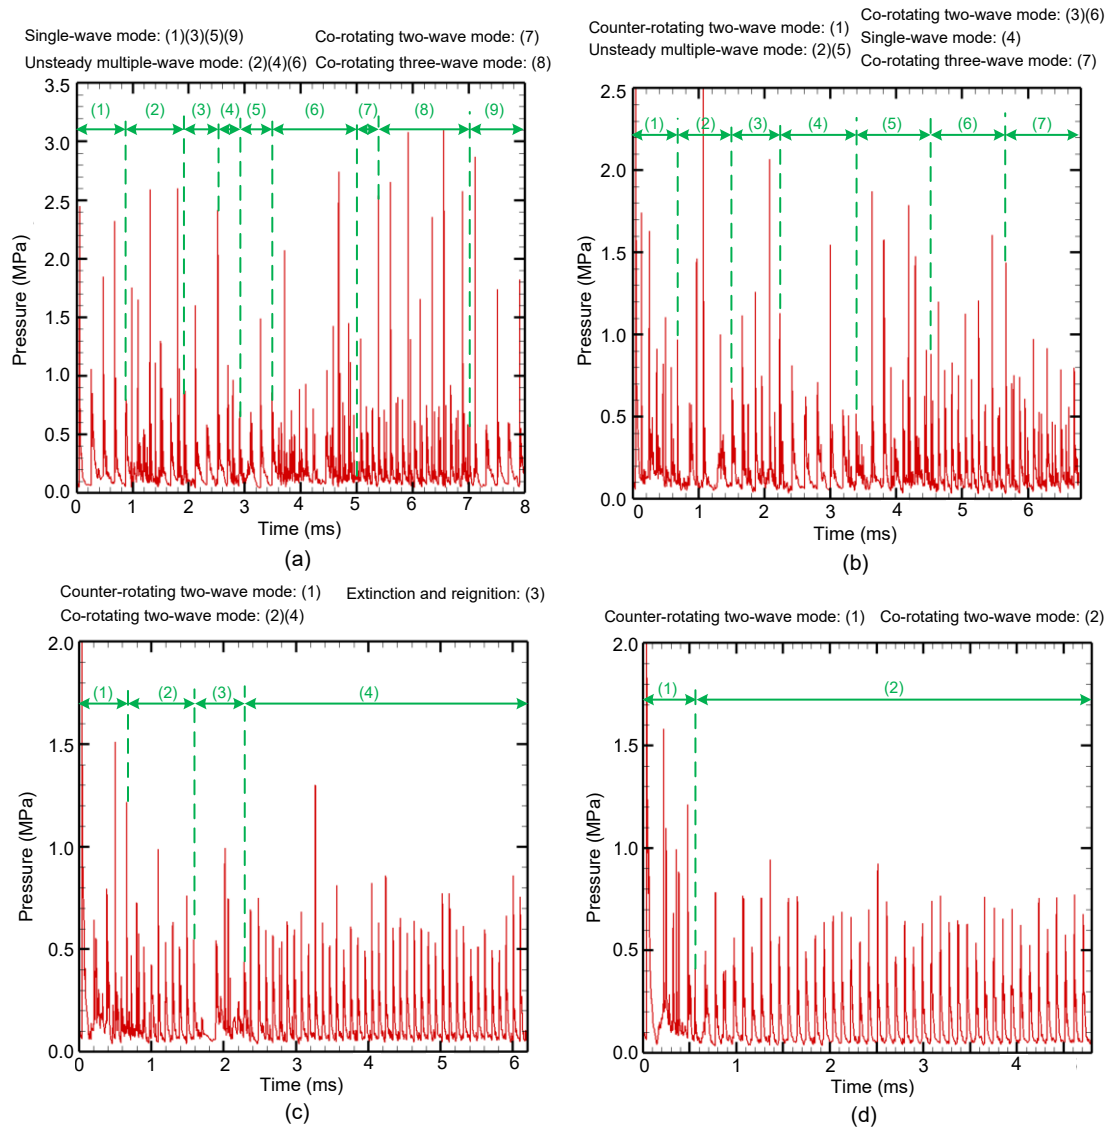 Single-wave mode: (1)(3)(5)(9)
Co-rotating two-wave mode: (7)
Unsteady multiple-wave mode: (2)(4)(6)
Co-rotating three-wave mode: (8)
3.5
3.0
2.5
2.0
1.5
1.0
0.5
0.0
Pressure (MPa)
(1)
(2)
(3)
(4)
(5)
(6)
(7)
(8)
(9)
0
1
2
3
4
5
6
7
8
Time (ms)
(a)
Counter-rotating two-wave mode: (1)
Unsteady multiple-wave mode: (2)(5)
Co-rotating two-wave mode: (3)(6)
Single-wave mode: (4)
Co-rotating three-wave mode: (7)
2.5
2.0
1.5
1.0
0.5
0.0
Pressure (MPa)
(1)
(2)
(3)
(4)
(5)
(6)
(7)
0
1
2
3
4
5
6
Time (ms)
(b)
Counter-rotating two-wave mode: (1)
Extinction and reignition: (3)
Co-rotating two-wave mode: (2)(4)
2.0
1.5
1.0
0.5
0.0
Pressure (MPa)
(1)
(2)
(3)
(4)
0
1
2
3
4
5
6
Time (ms)
(c)
Counter-rotating two-wave mode: (1)
Co-rotating two-wave mode: (2)
2.0
1.5
1.0
0.5
0.0
Pressure (MPa)
(1)
(2)
0
1
2
3
4
Time (ms)
(d)